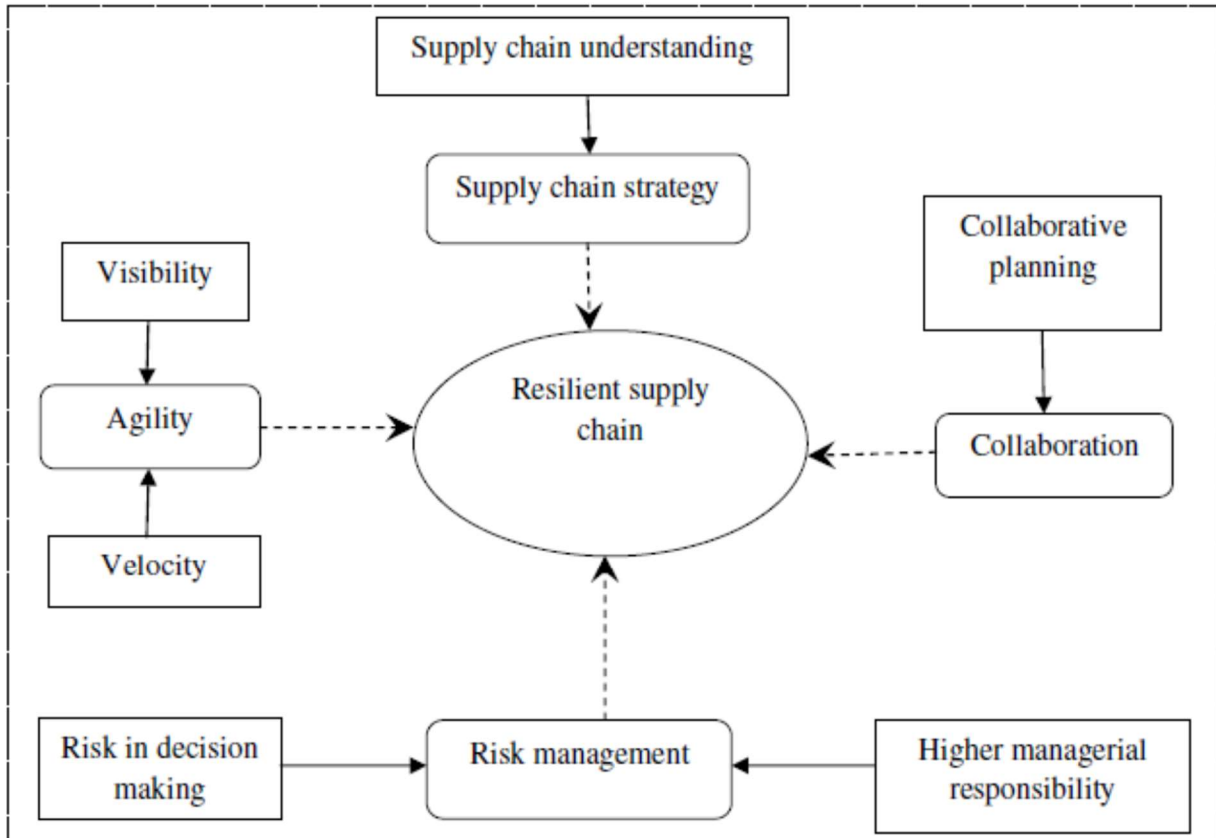 Supply chain understanding
Supply chain strategy
Collaborative
planning
Visibility
Resilient supply
chain
Agility
Collaboration
Velocity
Risk in decision
making
Risk management
Higher managerial
responsibility